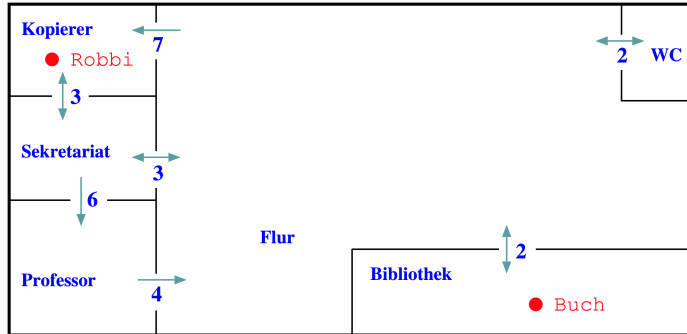 Kopierer
7
Robbi
2
WC
3
Sekretariat
3
6
Flur
2
Professor
4
Bibliothek
Buch